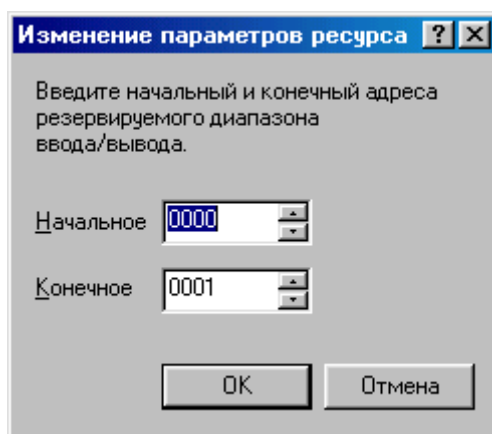 Изменение параметров ресурса ? ×
Введите начальный и конечный адреса
резервируемого диапазона
ввода/вывода.
Начальное 0000
Конечное 0001
OK Отмена